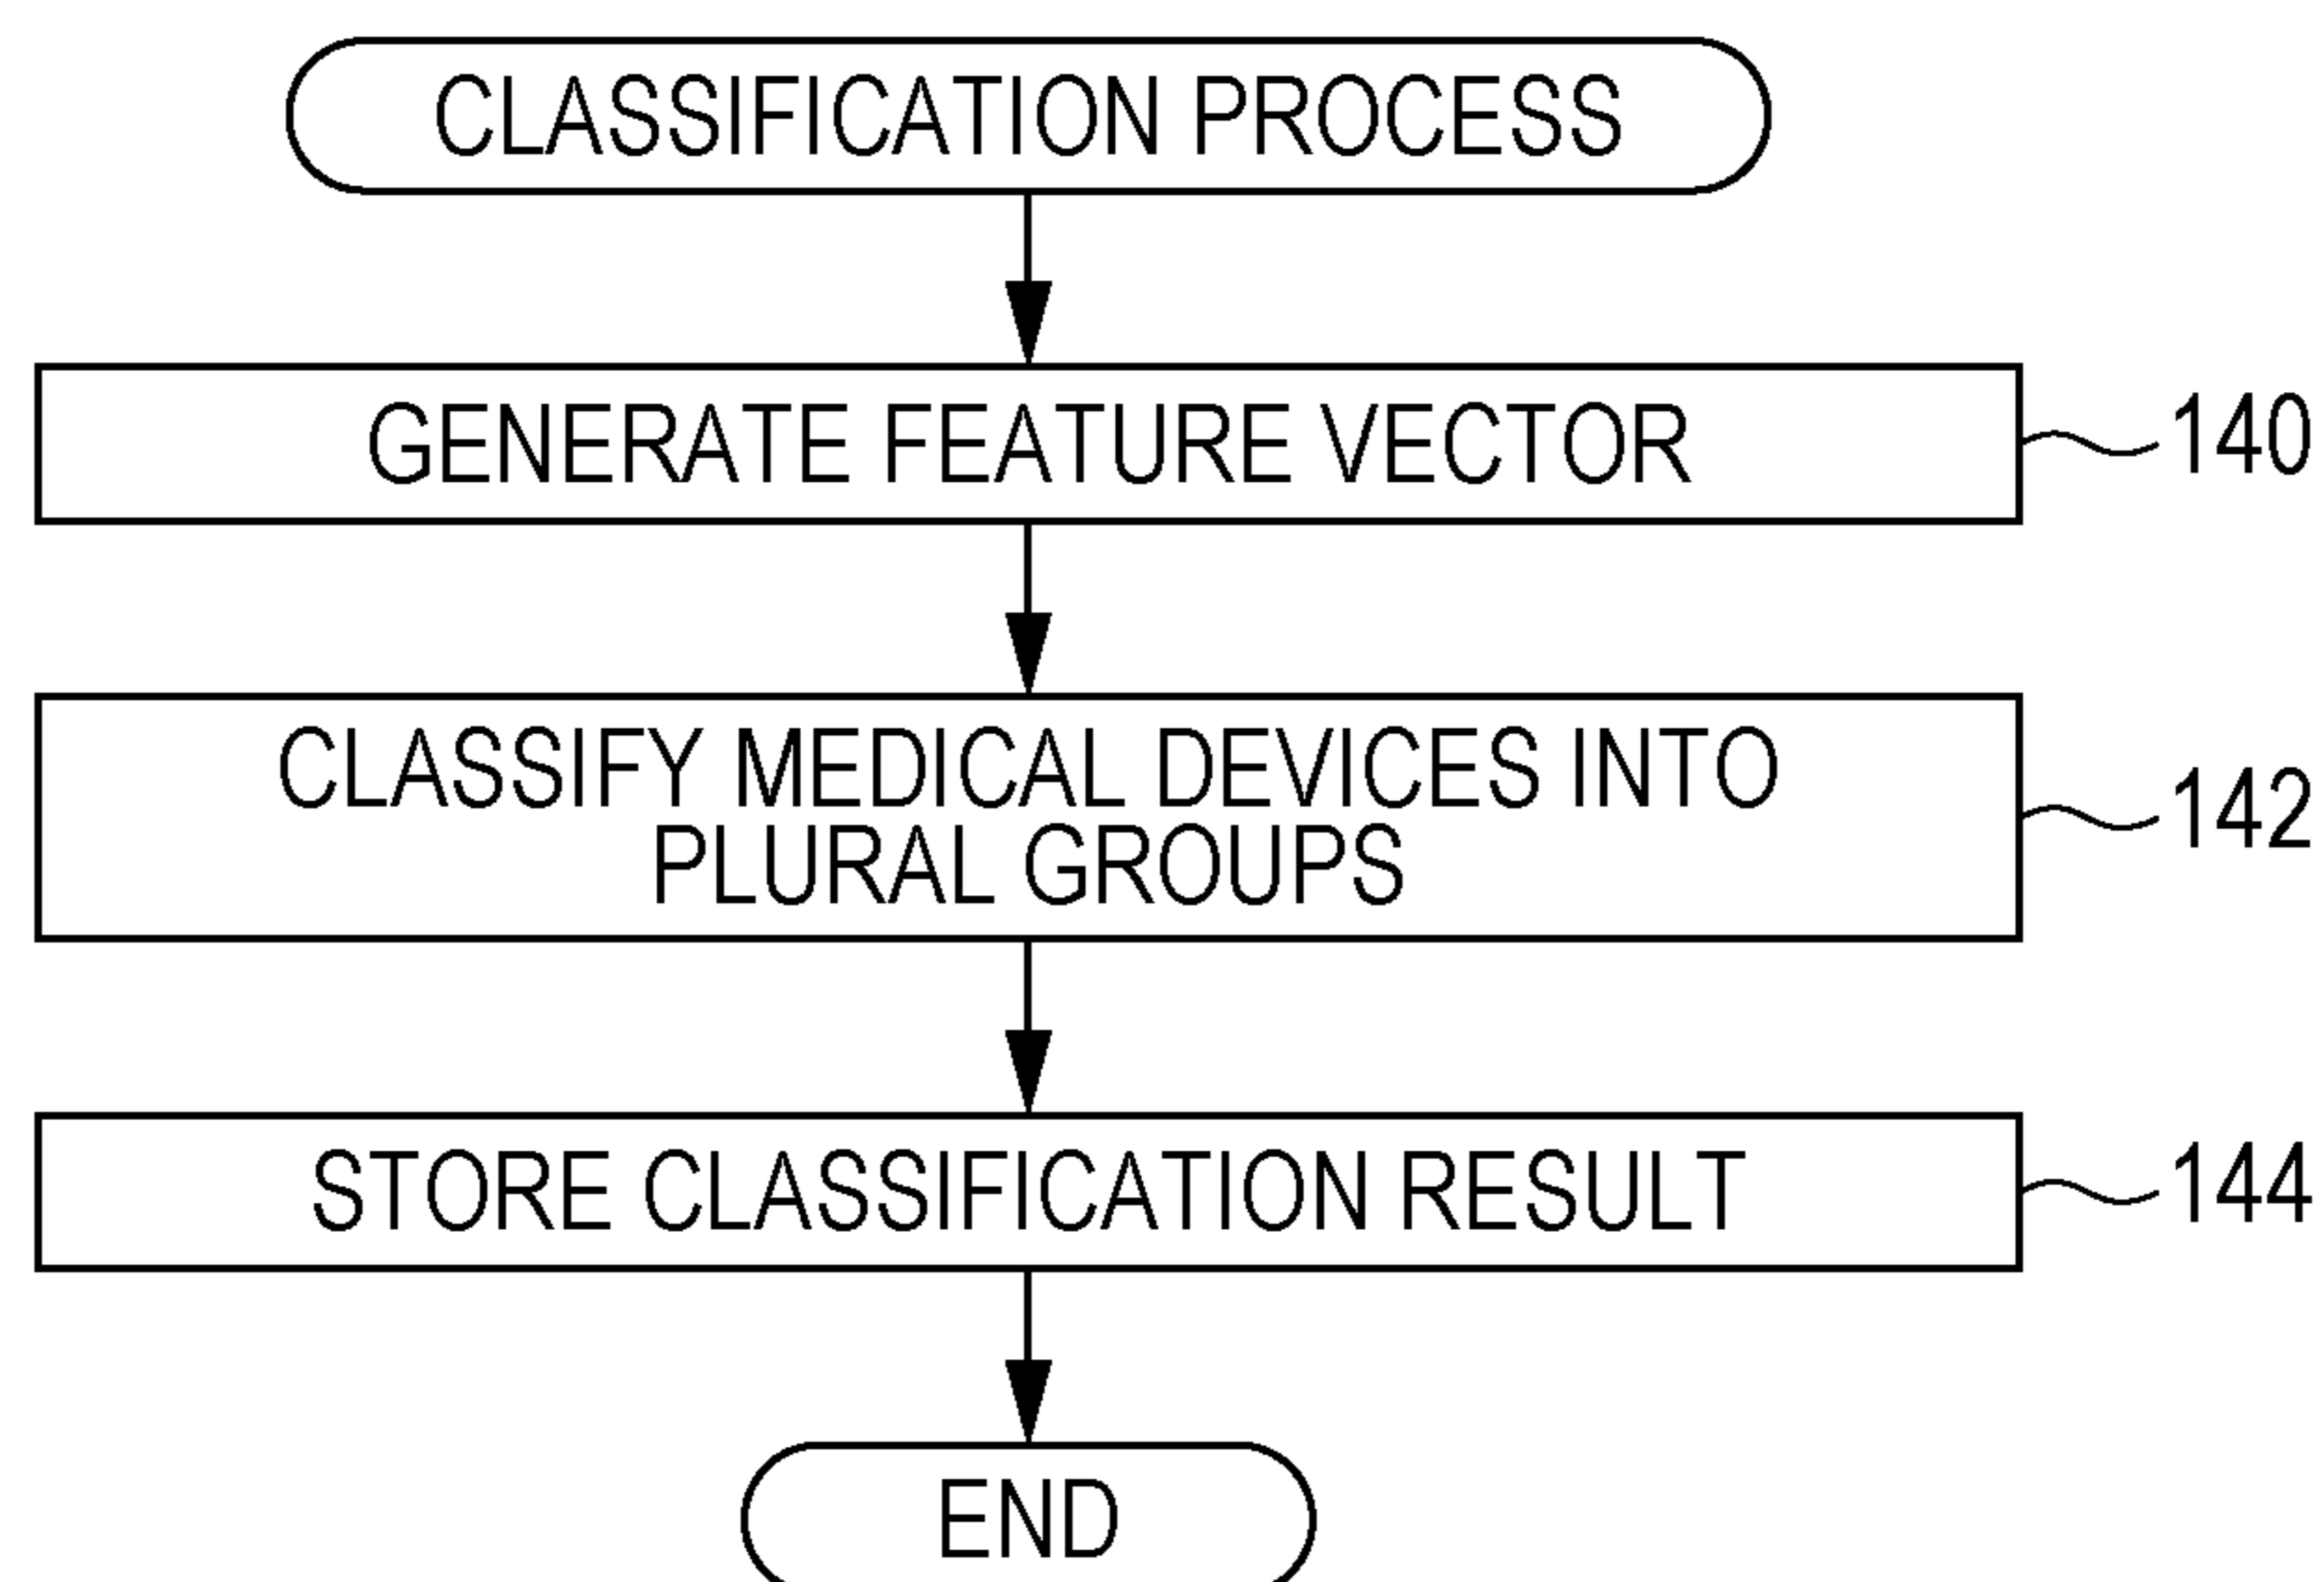 CLASSIFICATION PROCESS
GENERATE FEATURE VECTOR
140
CLASSIFY MEDICAL DEVICES INTO
PLURAL GROUPS
142
STORE CLASSIFICATION RESULT
144
END